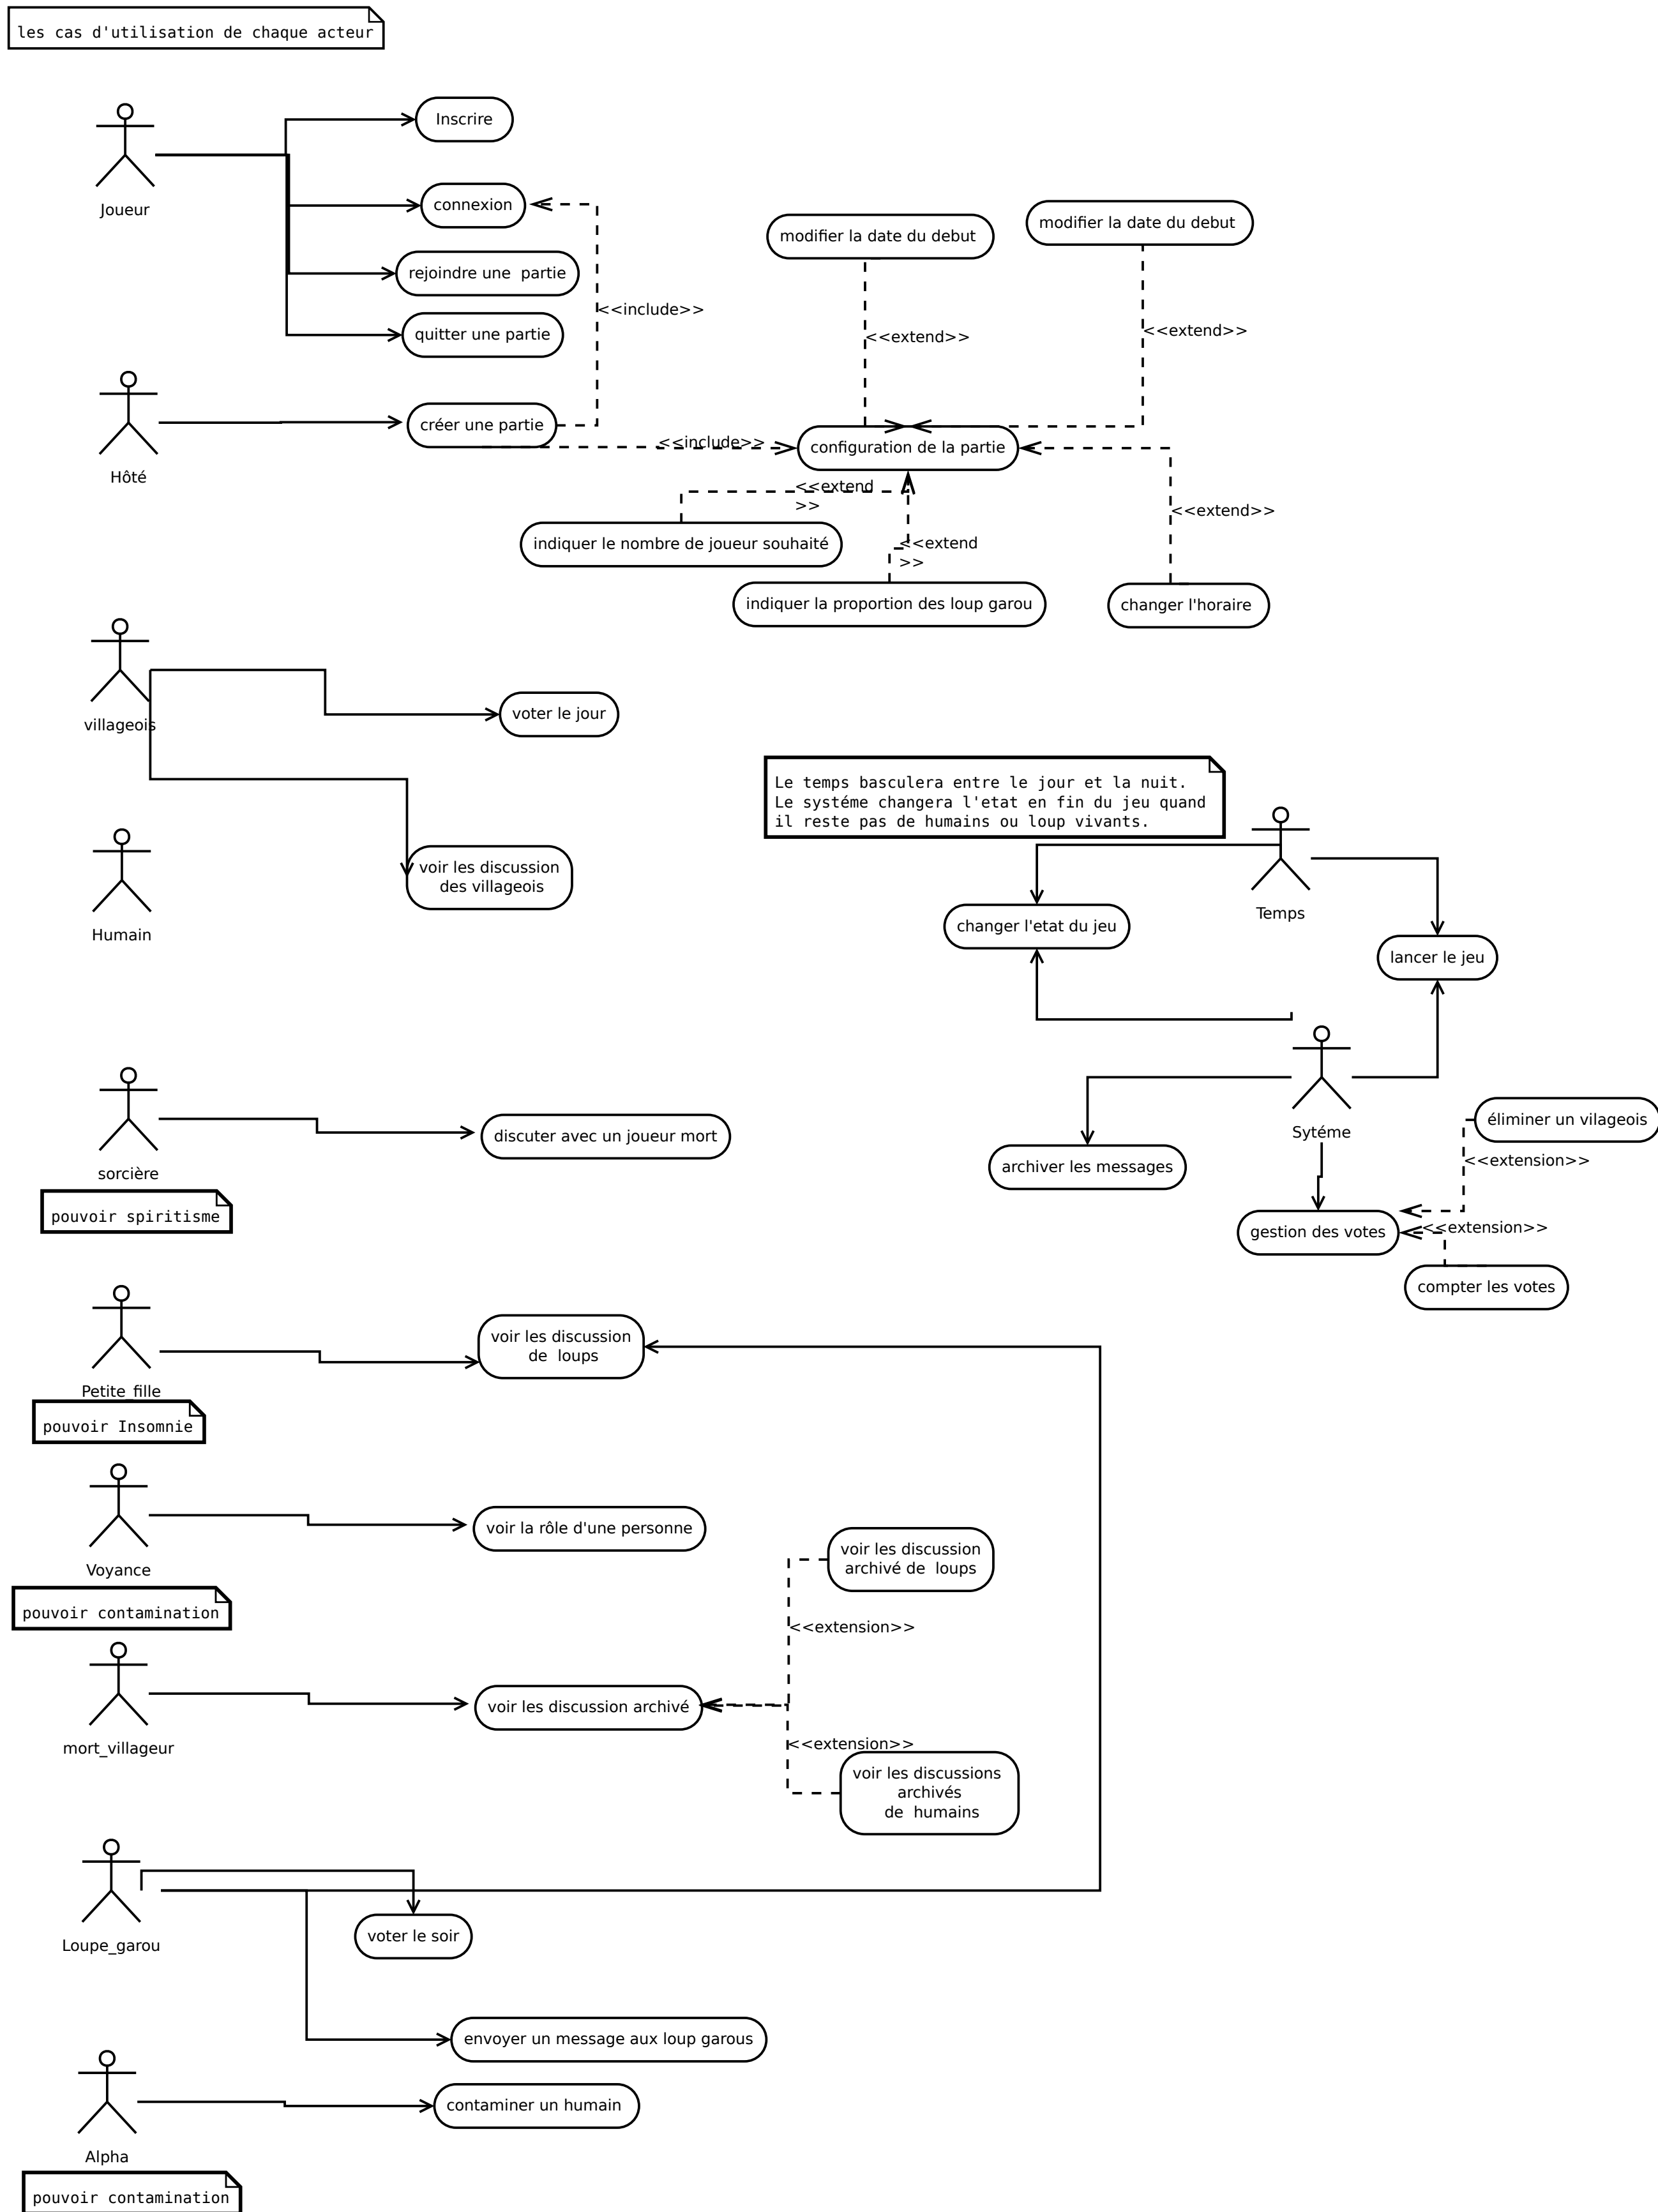 les cas d'utilisation de chaque acteur
Inscrire
Joueur
connexion
modifier la date du debut
modifier la date du debut
rejoindre une  partie
<<include>>
quitter une partie
<<extend>>
<<extend>>
Hôté
créer une partie
<<include>>
configuration de la partie
<<extend
>>
<<extend>>
indiquer le nombre de joueur souhaité
<<extend
>>
indiquer la proportion des loup garou
changer l'horaire
villageois
voter le jour
Le temps basculera entre le jour et la nuit.
Le systéme changera l'etat en fin du jeu quand
il reste pas de humains ou loup vivants.
Humain
voir les discussion
des villageois
Temps
changer l'etat du jeu
lancer le jeu
sorcière
discuter avec un joueur mort
pouvoir spiritisme
Sytéme
éliminer un vilageois
archiver les messages
<<extension>>
gestion des votes
<<extension>>
compter les votes
Petite_fille
voir les discussion
de  loups
pouvoir Insomnie
Voyance
voir la rôle d'une personne
pouvoir contamination
voir les discussion
archivé de  loups
<<extension>>
mort_villageur
voir les discussion archivé
<<extension>>
voir les discussions
archivés
de  humains
Loupe_garou
voter le soir
envoyer un message aux loup garous
Alpha
contaminer un humain
pouvoir contamination